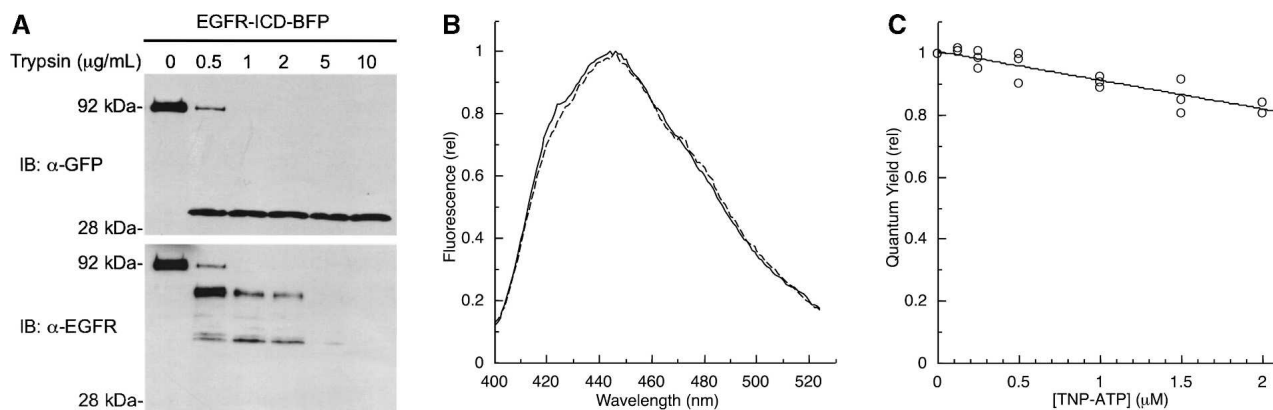 A
EGFR-ICD-BFP
Trypsin (μg/mL) 0 0.5 1 2 5 10
92 kDa-
IB: α-GFP
28 kDa-
92 kDa-
IB: α-EGFR
28 kDa-
B
Fluorescence (rel)
1
0.8
0.6
0.4
0.2
0
400 420 440 460 480 500 520
Wavelength (nm)
C
Quantum Yield (rel)
1
0.8
0.6
0.4
0.2
0
0 0.5 1 1.5 2
[TNP-ATP] (μM)